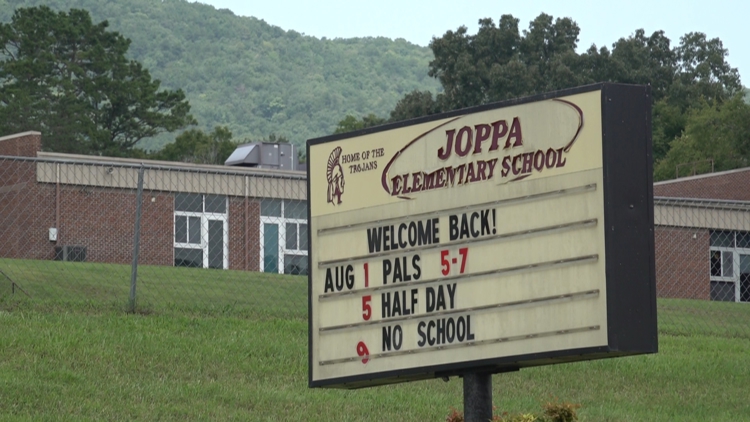 HOME OF THE
TROJANS
JOPPA
ELEMENTARY SCHOOL
WELCOME BACK!
AUG 1 PALS 5-7
5 HALF DAY
9 NO SCHOOL